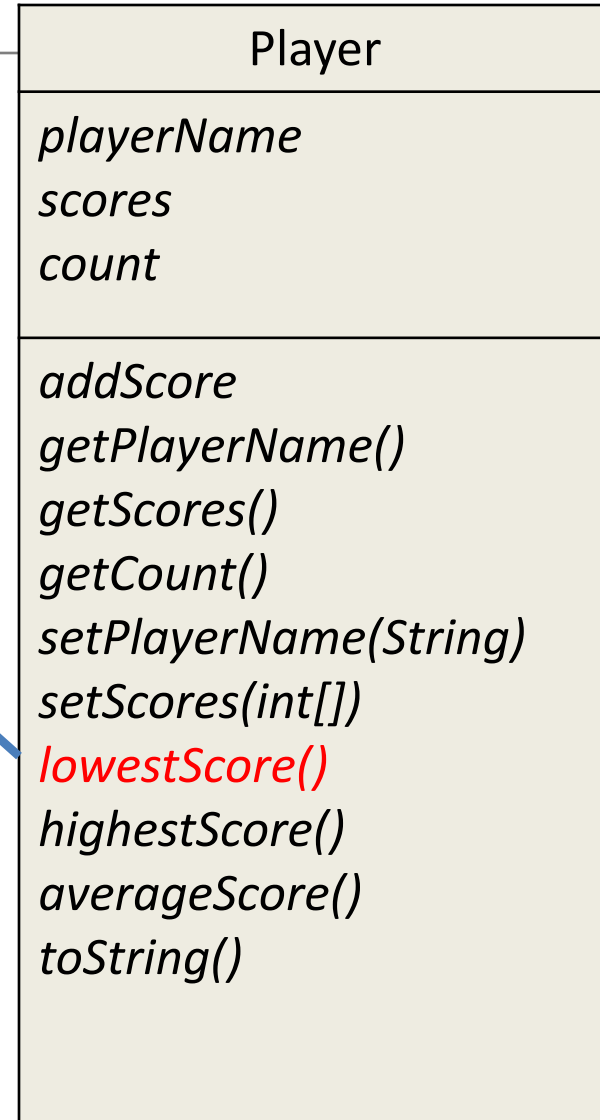 Player
playerName
scores
count
addScore
getPlayerName()
getScores()
getCount()
setPlayerName(String)
setScores(int[])
lowestScore()
highestScore()
averageScore()
toString()